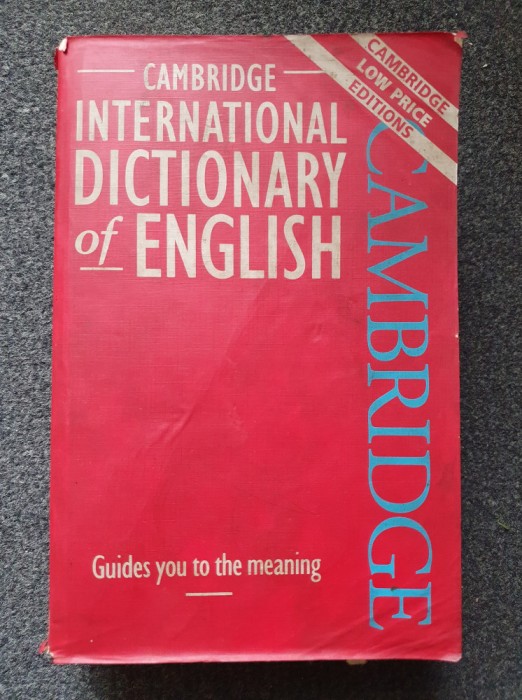 CAMBRIDGE
INTERNATIONAL
DICTIONARY
of ENGLISH
CAMBRIDGE
LOW PRICE
EDITIONS
CAMBRIDGE
Guides you to the meaning